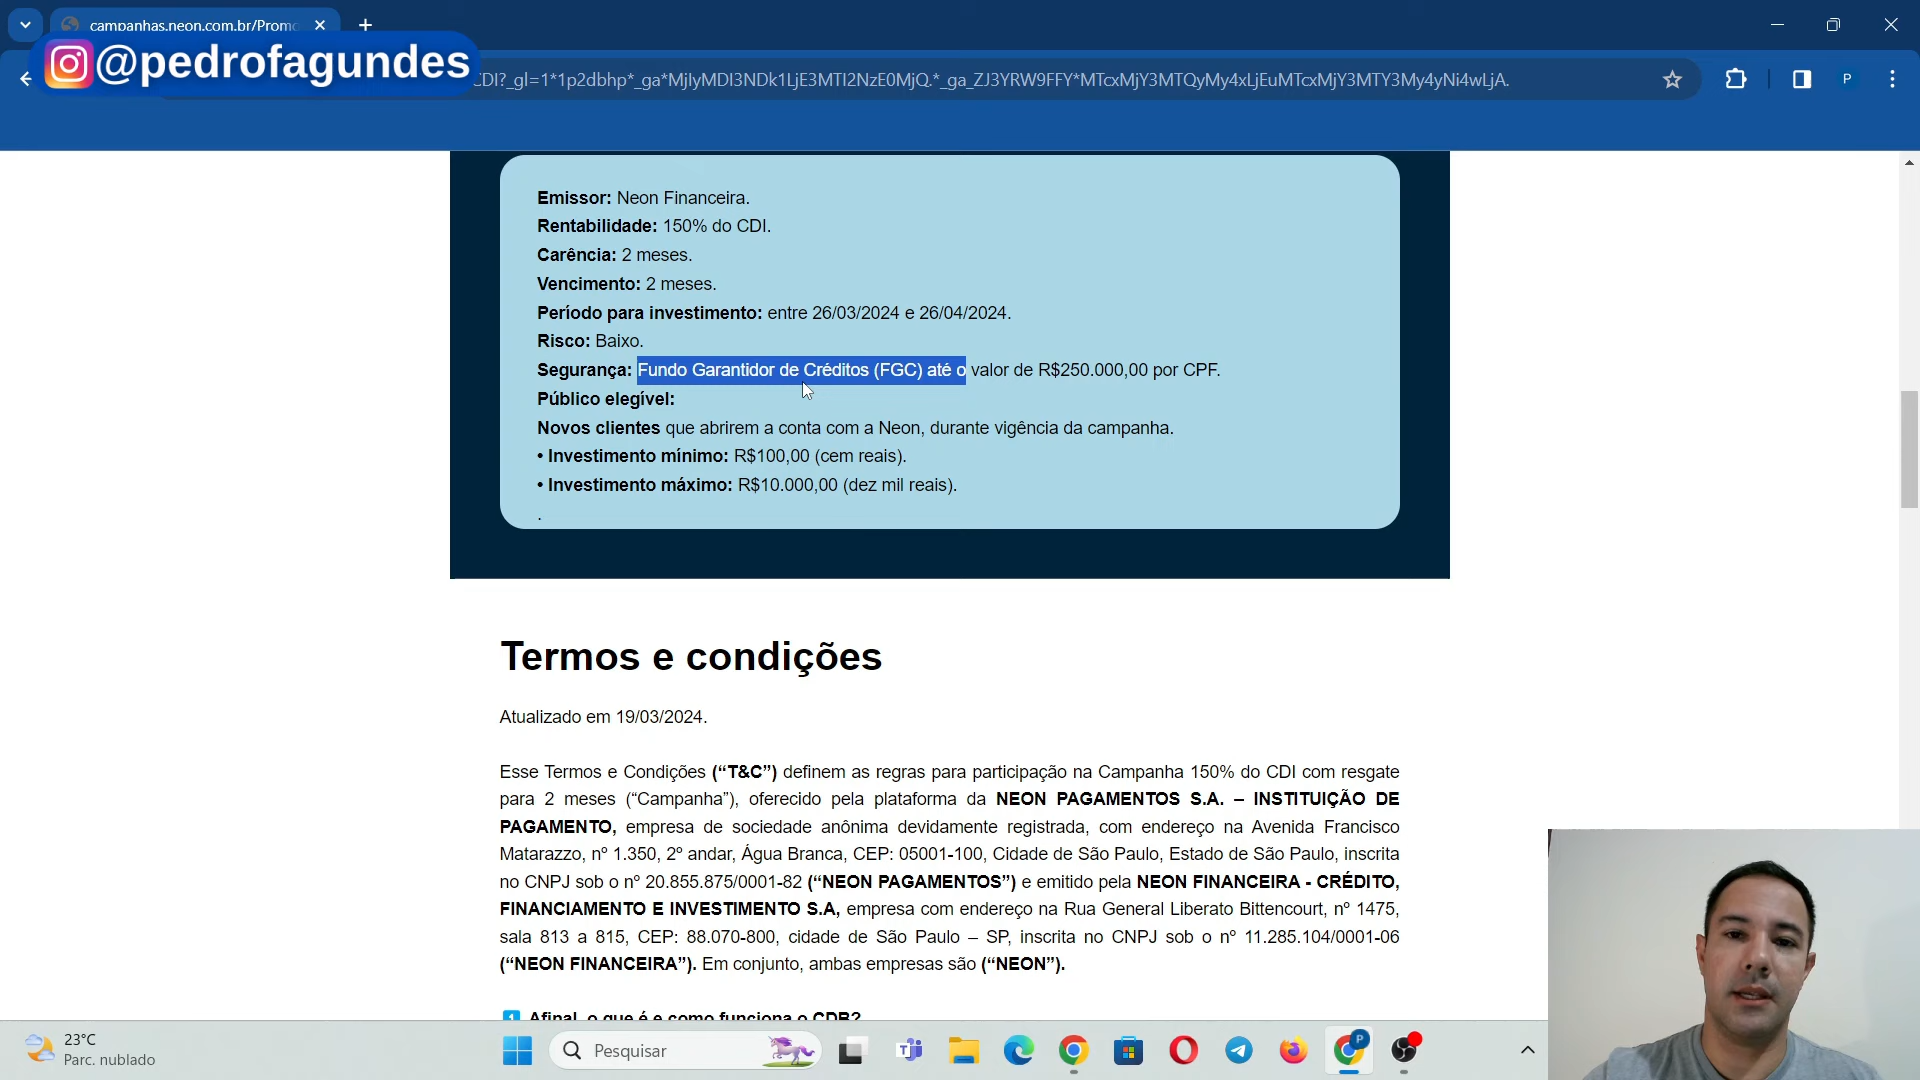 campanhas.neon.com.br/Promo
@pedrofagundes
CDI?_gl=1*1p2dbhp*_ga*MjIyMDI3NDk1LjE3MTI2NzE0MjQ.*_ga_ZJ3YRW9FFY*MTcxMjY3MTQyMy4xLjEuMTcxMjY3MTY3My4yNi4wLjA.
P
Emissor: Neon Financeira.
Rentabilidade: 150% do CDI.
Carência: 2 meses.
Vencimento: 2 meses.
Período para investimento: entre 26/03/2024 e 26/04/2024.
Risco: Baixo.
Segurança: Fundo Garantidor de Créditos (FGC) até o valor de R$250.000,00 por CPF.
Público elegível:
Novos clientes que abrirem a conta com a Neon, durante vigência da campanha.
• Investimento mínimo: R$100,00 (cem reais).
• Investimento máximo: R$10.000,00 (dez mil reais).
.
Termos e condições
Atualizado em 19/03/2024.
Esse Termos e Condições (“T&C”) definem as regras para participação na Campanha 150% do CDI com resgate
para 2 meses (“Campanha”), oferecido pela plataforma da NEON PAGAMENTOS S.A. – INSTITUIÇÃO DE
PAGAMENTO, empresa de sociedade anônima devidamente registrada, com endereço na Avenida Francisco
Matarazzo, nº 1.350, 2º andar, Água Branca, CEP: 05001-100, Cidade de São Paulo, Estado de São Paulo, inscrita
no CNPJ sob o nº 20.855.875/0001-82 (“NEON PAGAMENTOS”) e emitido pela NEON FINANCEIRA - CRÉDITO,
FINANCIAMENTO E INVESTIMENTO S.A, empresa com endereço na Rua General Liberato Bittencourt, nº 1475,
sala 813 a 815, CEP: 88.070-800, cidade de São Paulo – SP, inscrita no CNPJ sob o nº 11.285.104/0001-06
(“NEON FINANCEIRA”). Em conjunto, ambas empresas são (“NEON”).
1 Afinal, o que é e como funciona o CDB?
23°C
Parc. nublado
Pesquisar
P